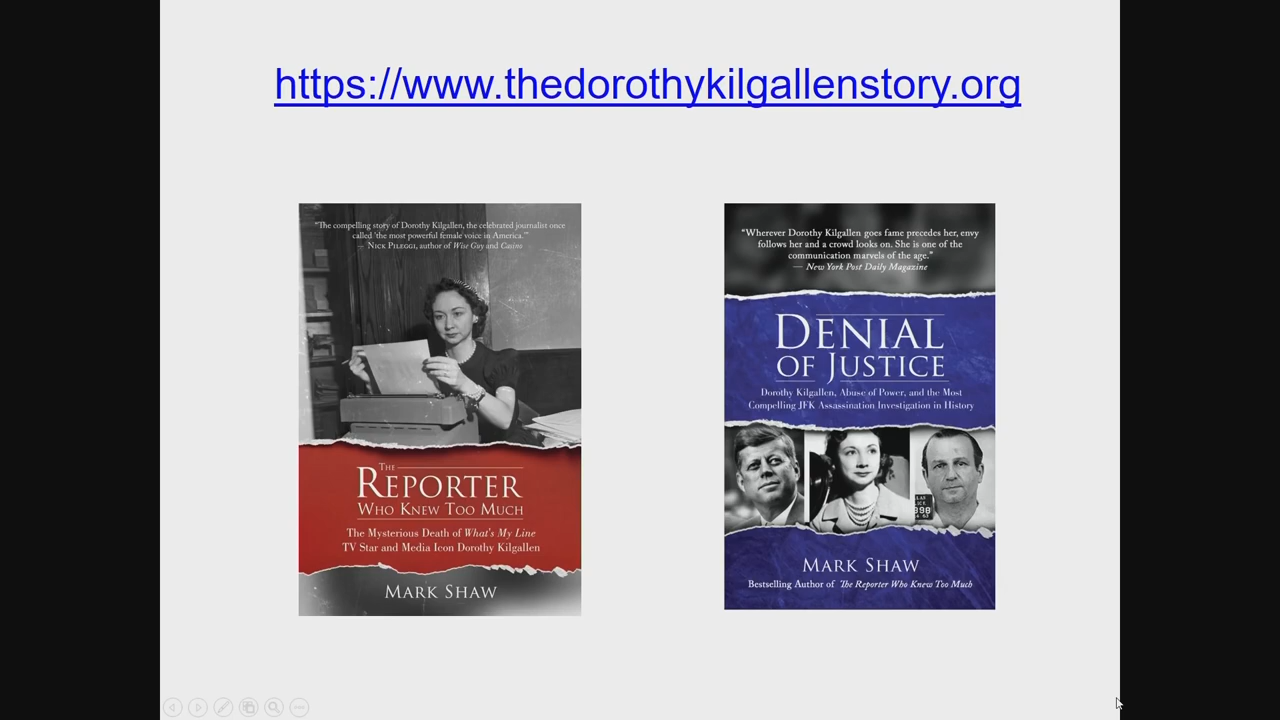 https://www.thedorothykilgallenstory.org
“The compelling story of Dorothy Kilgallen, the celebrated journalist once
called ‘the most powerful female voice in America.’”
— Nick Pileggi, author of Wise Guy and Casino
The
Reporter
Who Knew Too Much
The Mysterious Death of What's My Line
TV Star and Media Icon Dorothy Kilgallen
Mark Shaw
“Wherever Dorothy Kilgallen goes fame precedes her, envy
follows her and a crowd looks on. She is one of the
communication marvels of the age.”
— New York Post Daily Magazine
Denial
of Justice
Dorothy Kilgallen, Abuse of Power, and the Most
Compelling JFK Assassination Investigation in History
Mark Shaw
Bestselling Author of The Reporter Who Knew Too Much